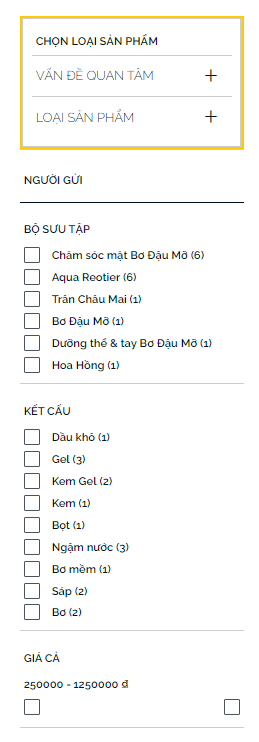 CHỌN LOẠI SẢN PHẨM
VẤN ĐỀ QUAN TÂM +
LOẠI SẢN PHẨM +
NGƯỜI GỬI
BỘ SƯU TẬP
Chăm sóc mặt Bơ Đậu Mỡ (6)
Aqua Reotier (6)
Trân Châu Mai (1)
Bơ Đậu Mỡ (1)
Dưỡng thể & tay Bơ Đậu Mỡ (1)
Hoa Hồng (1)
KẾT CẤU
Dầu khô (1)
Gel (3)
Kem Gel (2)
Kem (1)
Bọt (1)
Ngậm nước (3)
Bơ mềm (1)
Sáp (2)
Bơ (2)
GIÁ CẢ
250000 - 1250000 ₫